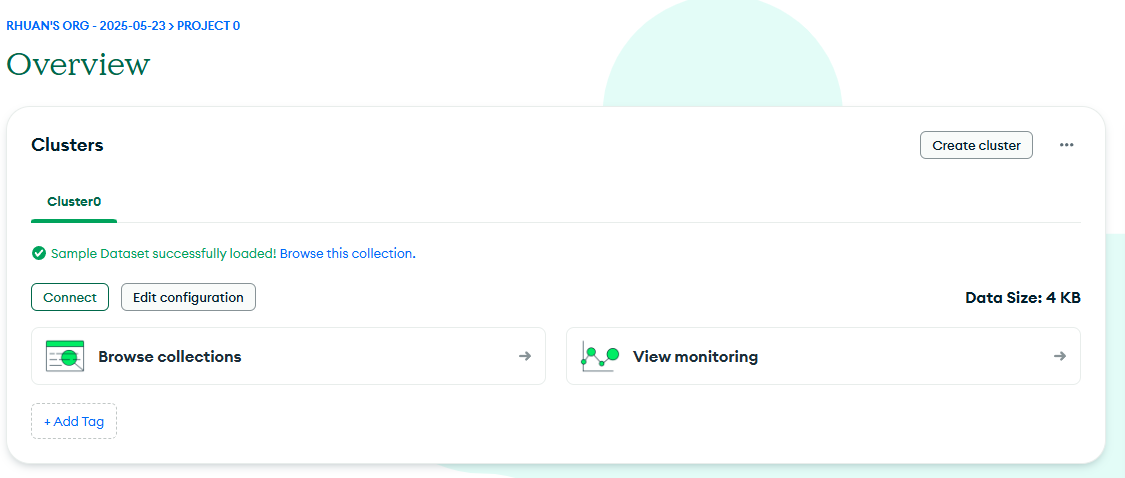 RHUAN'S ORG - 2025-05-23 > PROJECT 0
Overview
Clusters
Create cluster
Cluster0
Sample Dataset successfully loaded! Browse this collection.
Connect
Edit configuration
Data Size: 4 KB
Browse collections
View monitoring
+ Add Tag